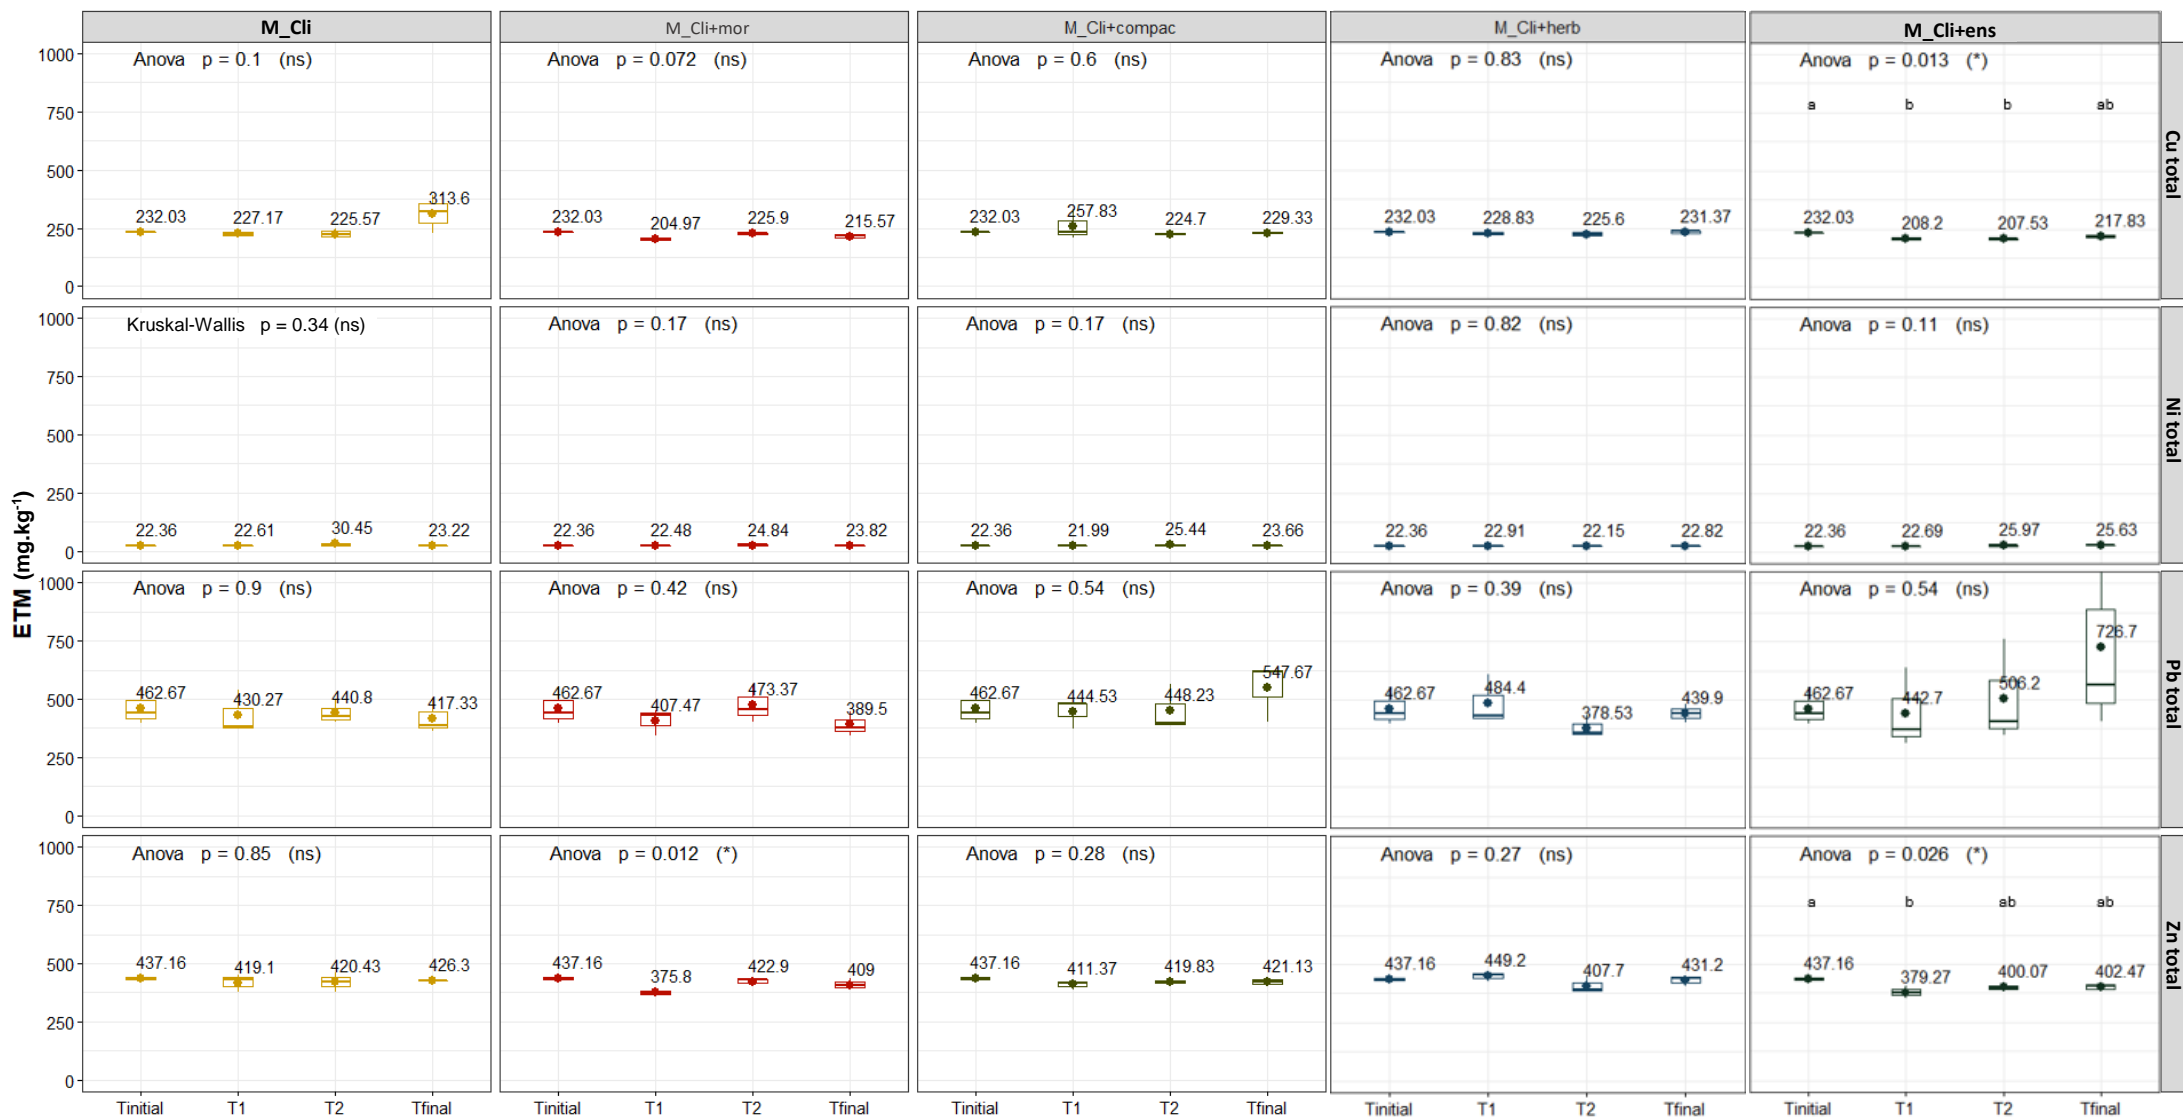 M_Cli M_Cli+mor M_Cli+compac M_Cli+herb M_Cli+ens
1000 Anova p = 0.1 (ns) Anova p = 0.072 (ns) Anova p = 0.6 (ns) Anova p = 0.83 (ns) Anova p = 0.013 (*)
750 a b b ab
500
232.03 227.17 225.57 313.6 232.03 204.97 225.9 215.57 232.03 257.83 224.7 229.33 232.03 228.83 225.6 231.37 232.03 208.2 207.53 217.83
250
0
Cu total
1000 Kruskal-Wallis p = 0.34 (ns) Anova p = 0.17 (ns) Anova p = 0.17 (ns) Anova p = 0.82 (ns) Anova p = 0.11 (ns)
750
500
250
22.36 22.61 30.45 23.22 22.36 22.48 24.84 23.82 22.36 21.99 25.44 23.66 22.36 22.91 22.15 22.82 22.36 22.69 25.97 25.63
0
Ni total
ETM (mg.kg-1)
1000 Anova p = 0.9 (ns) Anova p = 0.42 (ns) Anova p = 0.54 (ns) Anova p = 0.39 (ns) Anova p = 0.54 (ns)
750
462.67 430.27 440.8 417.33 462.67 407.47 473.37 389.5 462.67 444.53 448.23 547.67 462.67 484.4 378.53 439.9 462.67 442.7 506.2 726.7
500
250
0
Pb total
1000 Anova p = 0.85 (ns) Anova p = 0.012 (*) Anova p = 0.28 (ns) Anova p = 0.27 (ns) Anova p = 0.026 (*)
750 a b ab ab
500
437.16 419.1 420.43 426.3 437.16 375.8 422.9 409 437.16 411.37 419.83 421.13 437.16 449.2 407.7 431.2 437.16 379.27 400.07 402.47
250
0
Zn total
Tinitial T1 T2 Tfinal Tinitial T1 T2 Tfinal Tinitial T1 T2 Tfinal Tinitial T1 T2 Tfinal Tinitial T1 T2 Tfinal